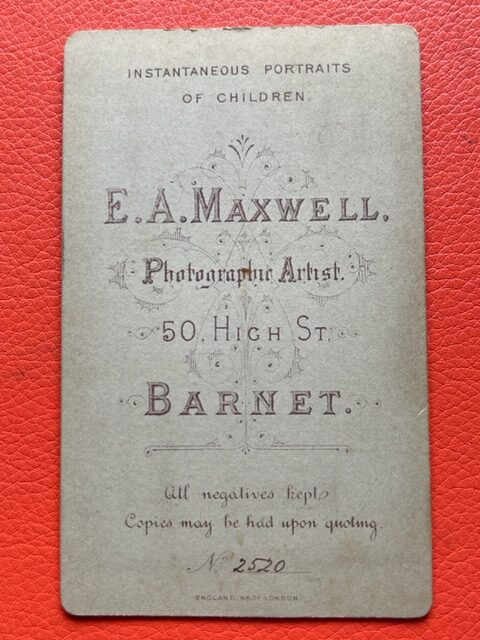 INSTANTANEOUS PORTRAITS
OF CHILDREN.
E. A. MAXWELL.
Photographic Artist.
50, HIGH ST,
BARNET.
All negatives kept
Copies may be had upon quoting.
No. 2520
ENGLAND BROS LONDON